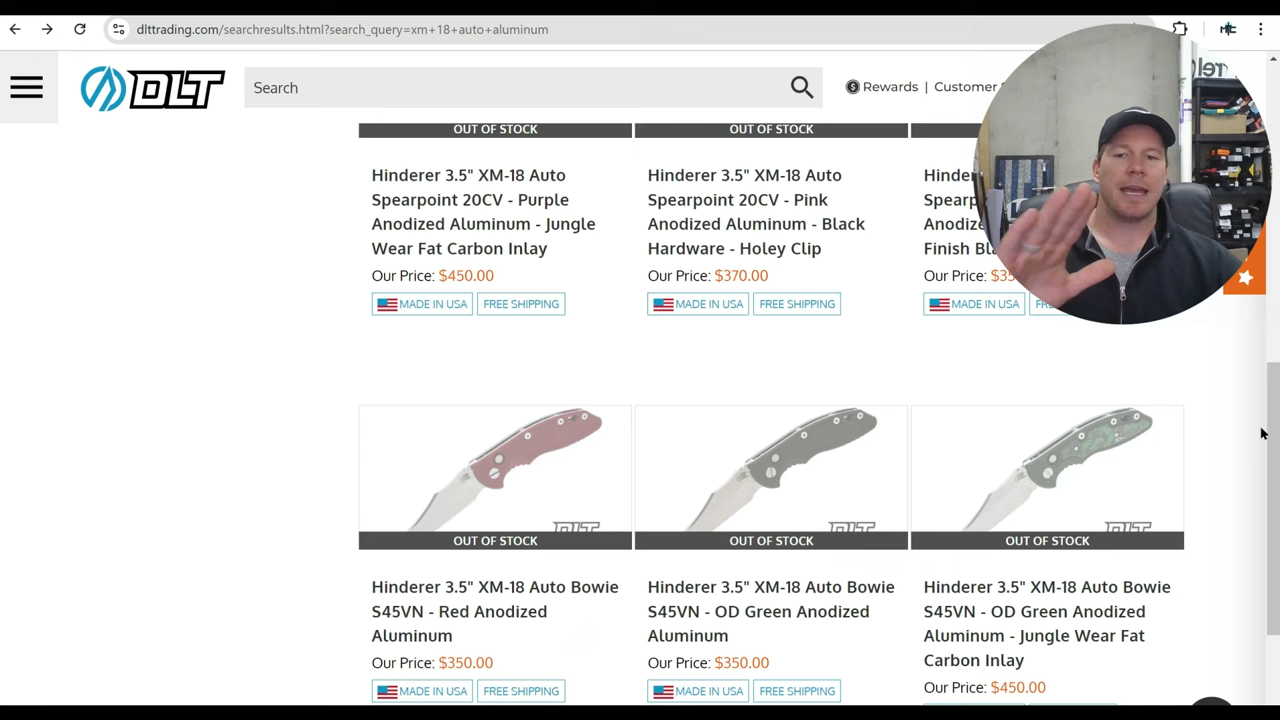 dlttrading.com/searchresults.html?search_query=xm+18+auto+aluminum
DLT
Search
Rewards | Customer
OUT OF STOCK
OUT OF STOCK
Hinderer 3.5" XM-18 Auto
Spearpoint 20CV - Purple
Anodized Aluminum - Jungle
Wear Fat Carbon Inlay
Our Price: $450.00
MADE IN USA
FREE SHIPPING
Hinderer 3.5" XM-18 Auto
Spearpoint 20CV - Pink
Anodized Aluminum - Black
Hardware - Holey Clip
Our Price: $370.00
MADE IN USA
FREE SHIPPING
Our Price:
MADE IN USA
DLT
OUT OF STOCK
DLT
OUT OF STOCK
DLT
OUT OF STOCK
Hinderer 3.5" XM-18 Auto Bowie
S45VN - Red Anodized
Aluminum
Our Price: $350.00
MADE IN USA
FREE SHIPPING
Hinderer 3.5" XM-18 Auto Bowie
S45VN - OD Green Anodized
Aluminum
Our Price: $350.00
MADE IN USA
FREE SHIPPING
Hinderer 3.5" XM-18 Auto Bowie
S45VN - OD Green Anodized
Aluminum - Jungle Wear Fat
Carbon Inlay
Our Price: $450.00